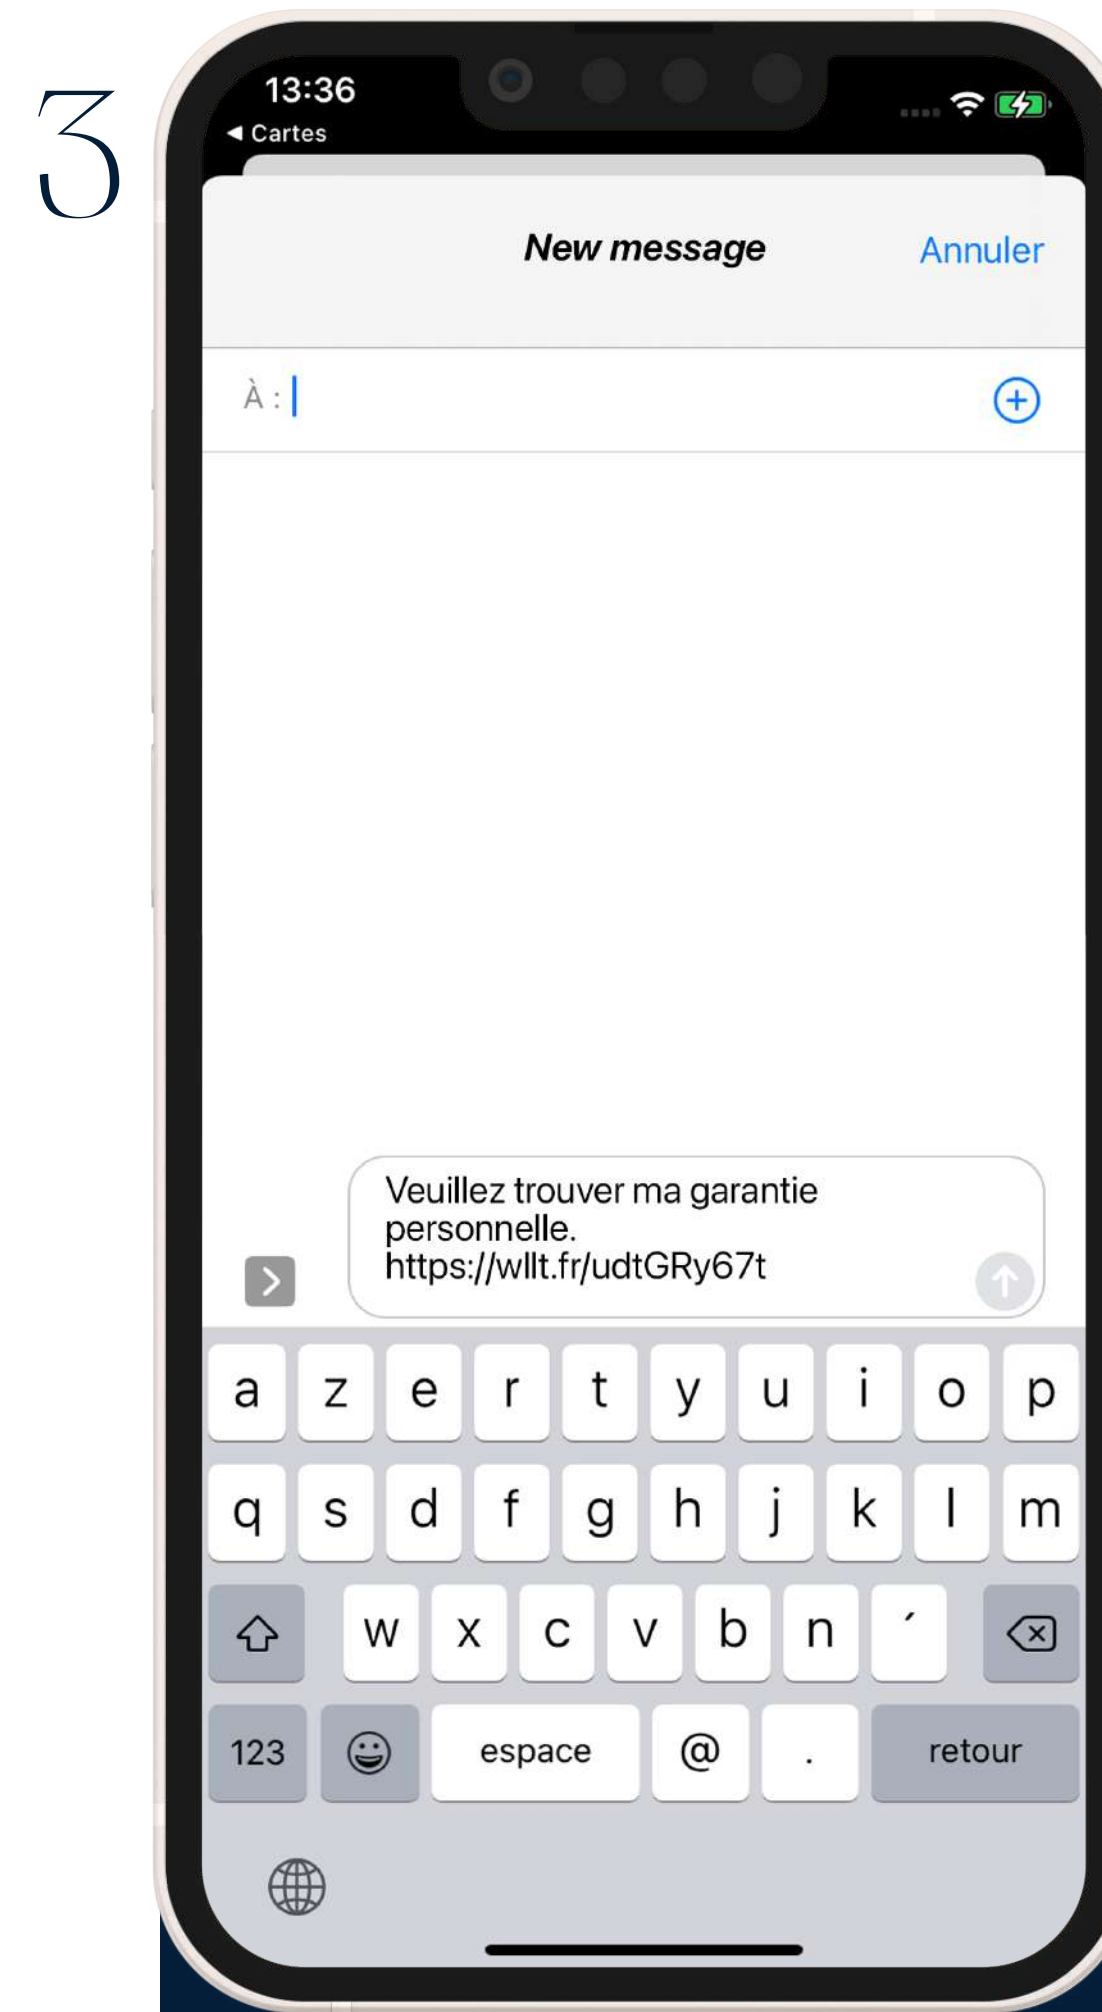 3
13:36
◀ Cartes
New message
Annuler
À :
Veuillez trouver ma garantie
personnelle.
https://wllt.fr/udtGRy67t
a z e r t y u i o p
q s d f g h j k l m
w x c v b n ´
123 espace @ . retour